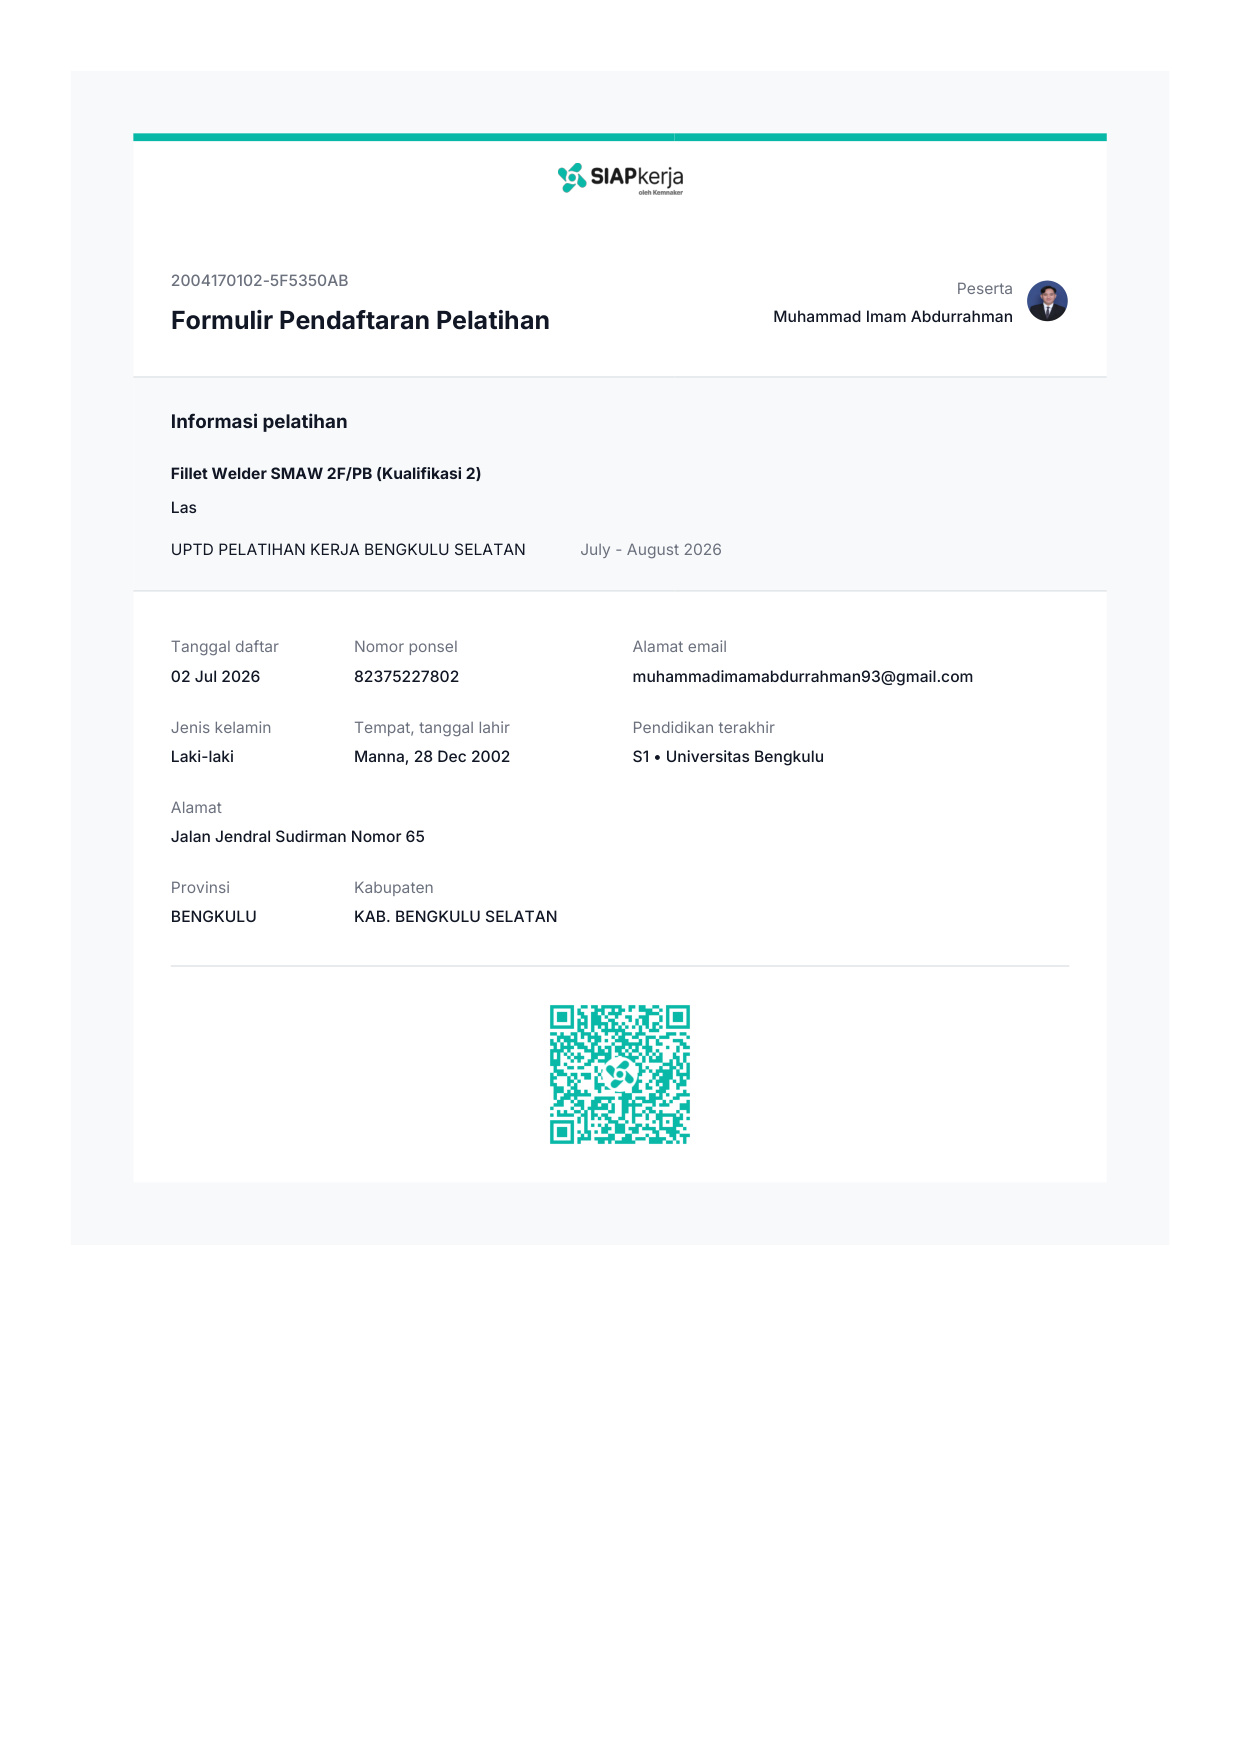 SIAPkerja
oleh Kemnaker
2004170102-5F5350AB
Formulir Pendaftaran Pelatihan
Peserta
Muhammad Imam Abdurrahman
Informasi pelatihan
Fillet Welder SMAW 2F/PB (Kualifikasi 2)
Las
UPTD PELATIHAN KERJA BENGKULU SELATAN July - August 2026
Tanggal daftar Nomor ponsel Alamat email
02 Jul 2026 82375227802 muhammadimamabdurrahman93@gmail.com
Jenis kelamin Tempat, tanggal lahir Pendidikan terakhir
Laki-laki Manna, 28 Dec 2002 S1 • Universitas Bengkulu
Alamat
Jalan Jendral Sudirman Nomor 65
Provinsi Kabupaten
BENGKULU KAB. BENGKULU SELATAN